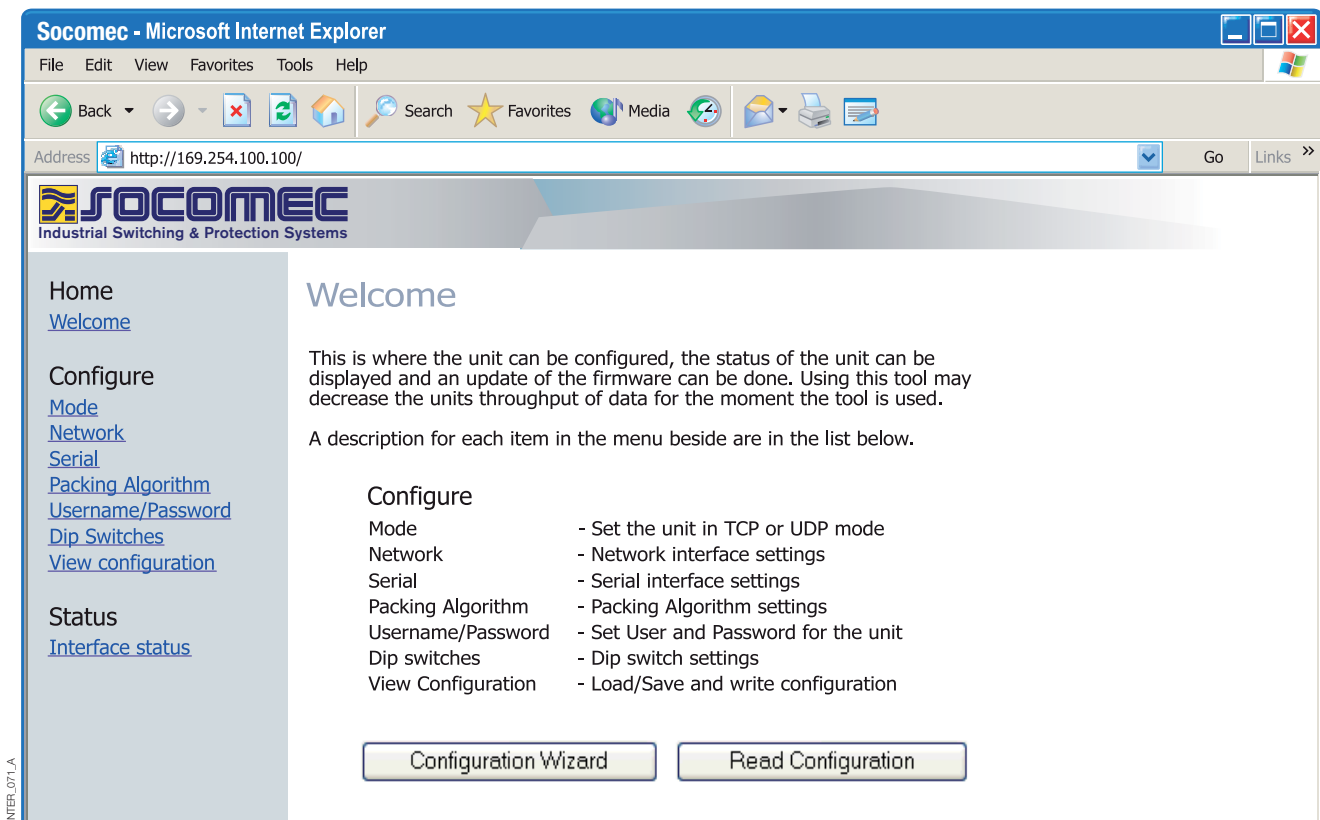 Socomec - Microsoft Internet Explorer
File Edit View Favorites Tools Help
Back Search Favorites Media
Address http://169.254.100.100/ Go Links »
SOCOMEC
Industrial Switching & Protection Systems
Home
Welcome
Configure
Mode
Network
Serial
Packing Algorithm
Username/Password
Dip Switches
View configuration
Status
Interface status
Welcome
This is where the unit can be configured, the status of the unit can be
displayed and an update of the firmware can be done. Using this tool may
decrease the units throughput of data for the moment the tool is used.
A description for each item in the menu beside are in the list below.
Configure
Mode - Set the unit in TCP or UDP mode
Network - Network interface settings
Serial - Serial interface settings
Packing Algorithm - Packing Algorithm settings
Username/Password - Set User and Password for the unit
Dip switches - Dip switch settings
View Configuration - Load/Save and write configuration
Configuration Wizard Read Configuration
NTER_071_A